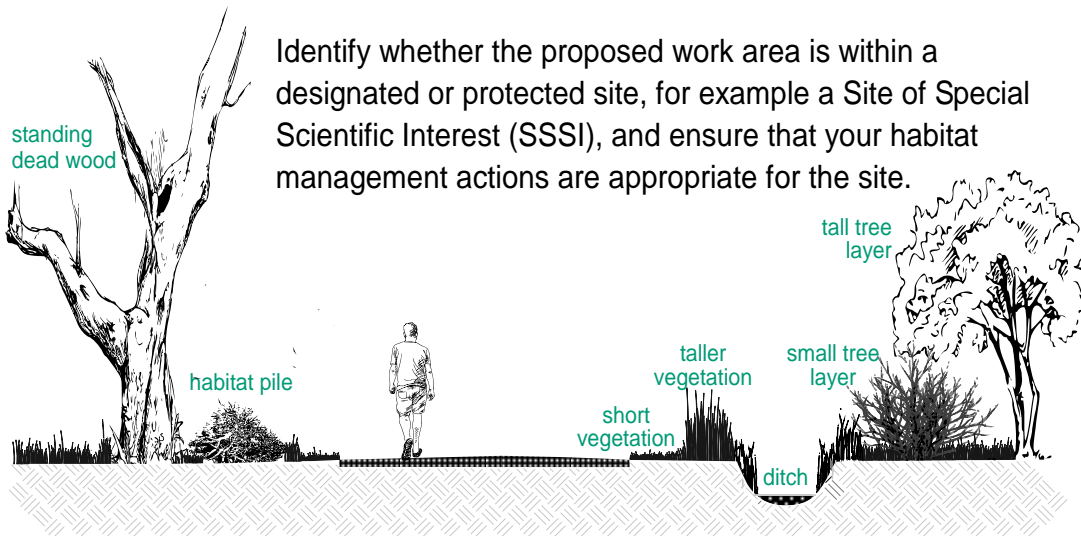 Identify whether the proposed work area is within a
designated or protected site, for example a Site of Special
Scientific Interest (SSSI), and ensure that your habitat
management actions are appropriate for the site.
standing
dead wood
tall tree
layer
habitat pile
taller
vegetation
small tree
layer
short
vegetation
ditch